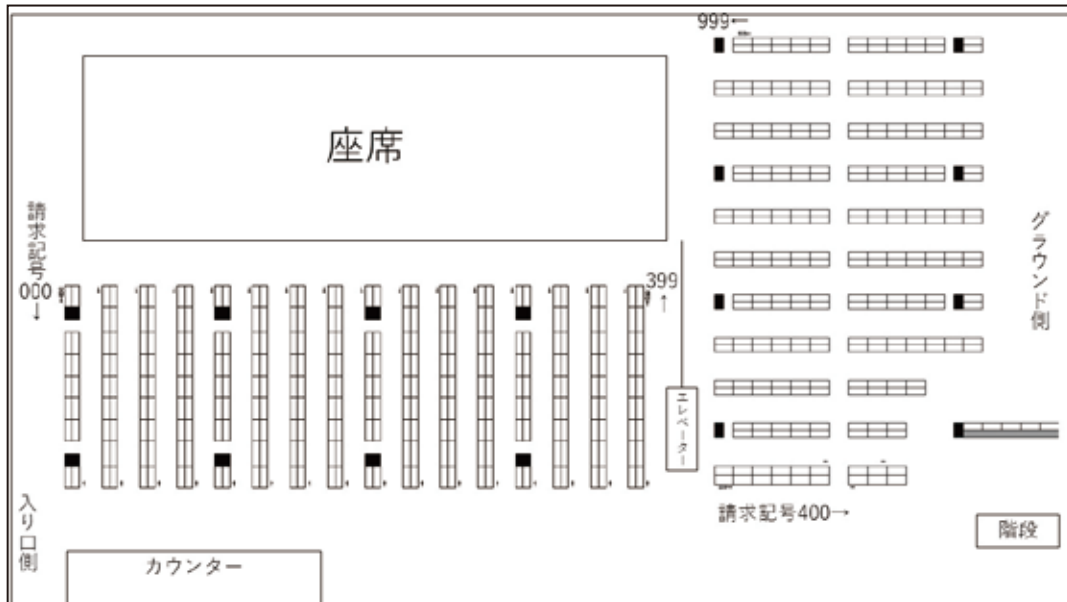 999←
座席
請求記号
000
↓
399
↑
グラウンド側
エレベーター
請求記号400→
入り口側
階段
カウンター